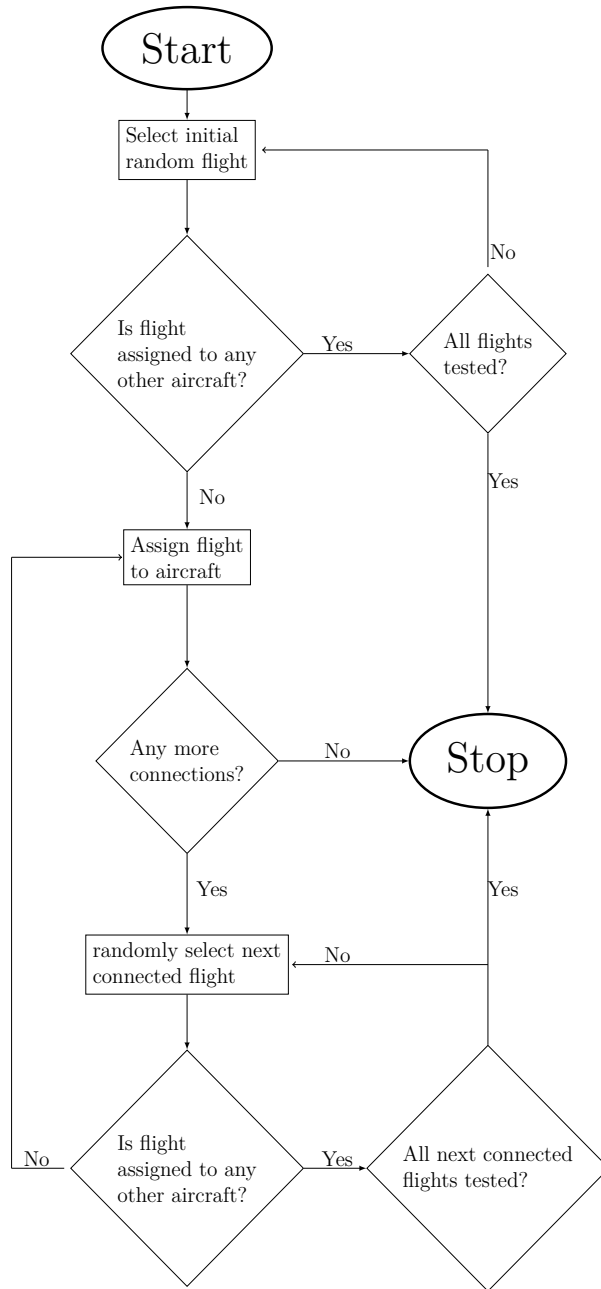 Start
Select initial
random flight
No
Is flight
assigned to any
other aircraft?
Yes
All flights
tested?
No
Yes
Assign flight
to aircraft
Any more
connections?
No
Stop
Yes
Yes
randomly select next
connected flight
No
Is flight
assigned to any
other aircraft?
No
Yes
All next connected
flights tested?